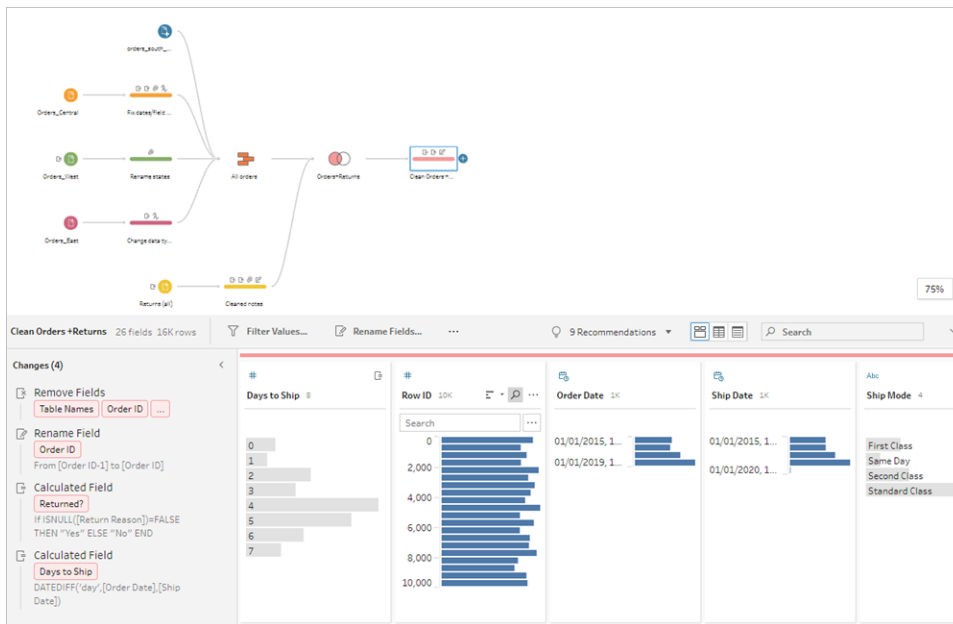 orders_south_...
Orders_Central
Fix dates/field ...
Orders_West
Rename states
All orders
Orders+Returns
Clean Orders +...
Orders_East
Change data ty...
Returns (all)
Cleaned notes
75%
Clean Orders +Returns 26 fields 16K rows
Filter Values...
Rename Fields...
...
9 Recommendations
Search
Changes (4)
Remove Fields
Table Names
Order ID
...
Rename Field
Order ID
From [Order ID-1] to [Order ID]
Calculated Field
Returned?
If ISNULL([Return Reason])=FALSE
THEN "Yes" ELSE "No" END
Calculated Field
Days to Ship
DATEDIFF('day',[Order Date],[Ship
Date])
#
Days to Ship 8
0
1
2
3
4
5
6
7
#
Row ID 10K
...
Search
...
0
2,000
4,000
6,000
8,000
10,000
Order Date 1K
01/01/2015, 1...
01/01/2019, 1...
Ship Date 1K
01/01/2015, 1...
01/01/2020, 1...
Abc
Ship Mode 4
First Class
Same Day
Second Class
Standard Class